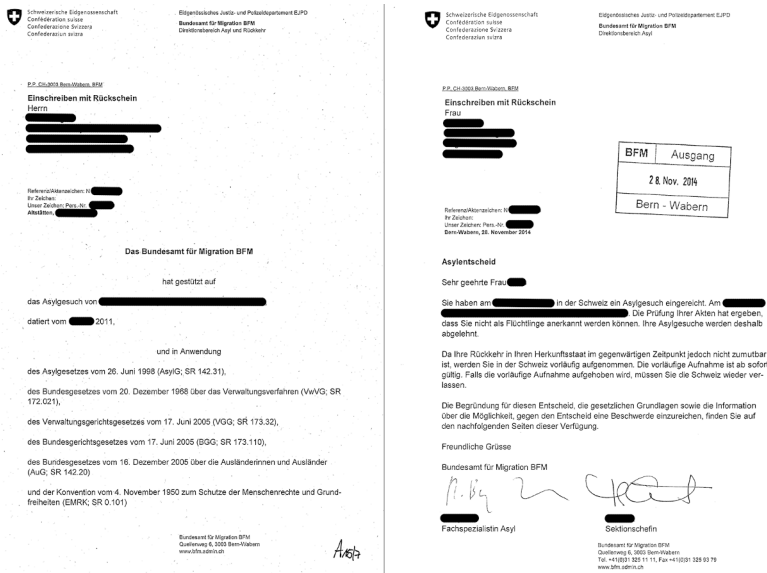 Schweizerische Eidgenossenschaft
Confédération suisse
Confederazione Svizzera
Confederaziun svizra
Eidgenössisches Justiz- und Polizeidepartement EJPD
Bundesamt für Migration BFM
Direktionsbereich Asyl und Rückkehr
P.P. CH-3003 Bern-Wabern, BFM
Einschreiben mit Rückschein
Herrn
Referenz/Aktenzeichen: N
Ihr Zeichen:
Unser Zeichen: Pers.-Nr.
Altstätten,
Das Bundesamt für Migration BFM
hat gestützt auf
das Asylgesuch von
datiert vom 2011,
und in Anwendung
des Asylgesetzes vom 26. Juni 1998 (AsylG; SR 142.31),
des Bundesgesetzes vom 20. Dezember 1968 über das Verwaltungsverfahren (VwVG; SR
172.021),
des Verwaltungsgerichtsgesetzes vom 17. Juni 2005 (VGG; SR 173.32),
des Bundesgerichtsgesetzes vom 17. Juni 2005 (BGG; SR 173.110),
des Bundesgesetzes vom 16. Dezember 2005 über die Ausländerinnen und Ausländer
(AuG; SR 142.20)
und der Konvention vom 4. November 1950 zum Schutze der Menschenrechte und Grund-
freiheiten (EMRK; SR 0.101)
Bundesamt für Migration BFM
Quellenweg 6, 3003 Bern-Wabern
www.bfm.admin.ch
Schweizerische Eidgenossenschaft
Confédération suisse
Confederazione Svizzera
Confederaziun svizra
Eidgenössisches Justiz- und Polizeidepartement EJPD
Bundesamt für Migration BFM
Direktionsbereich Asyl
P.P. CH-3003 Bern-Wabern, BFM
Einschreiben mit Rückschein
Frau
BFM Ausgang
28. Nov. 2014
Bern - Wabern
Referenz/Aktenzeichen: N
Ihr Zeichen:
Unser Zeichen: Pers.-Nr.
Bern-Wabern, 28. November 2014
Asylentscheid
Sehr geehrte Frau
Sie haben am in der Schweiz ein Asylgesuch eingereicht. Am
. Die Prüfung Ihrer Akten hat ergeben,
dass Sie nicht als Flüchtlinge anerkannt werden können. Ihre Asylgesuche werden deshalb
abgelehnt.
Da Ihre Rückkehr in Ihren Herkunftsstaat im gegenwärtigen Zeitpunkt jedoch nicht zumutbar
ist, werden Sie in der Schweiz vorläufig aufgenommen. Die vorläufige Aufnahme ist ab sofort
gültig. Falls die vorläufige Aufnahme aufgehoben wird, müssen Sie die Schweiz wieder ver-
lassen.
Die Begründung für diesen Entscheid, die gesetzlichen Grundlagen sowie die Information
über die Möglichkeit, gegen den Entscheid eine Beschwerde einzureichen, finden Sie auf
den nachfolgenden Seiten dieser Verfügung.
Freundliche Grüsse
Bundesamt für Migration BFM
Fachspezialistin Asyl
Sektionschefin
Bundesamt für Migration BFM
Quellenweg 6, 3003 Bern-Wabern
Tel. +41(0)31 325 11 11, Fax +41(0)31 325 93 79
www.bfm.admin.ch